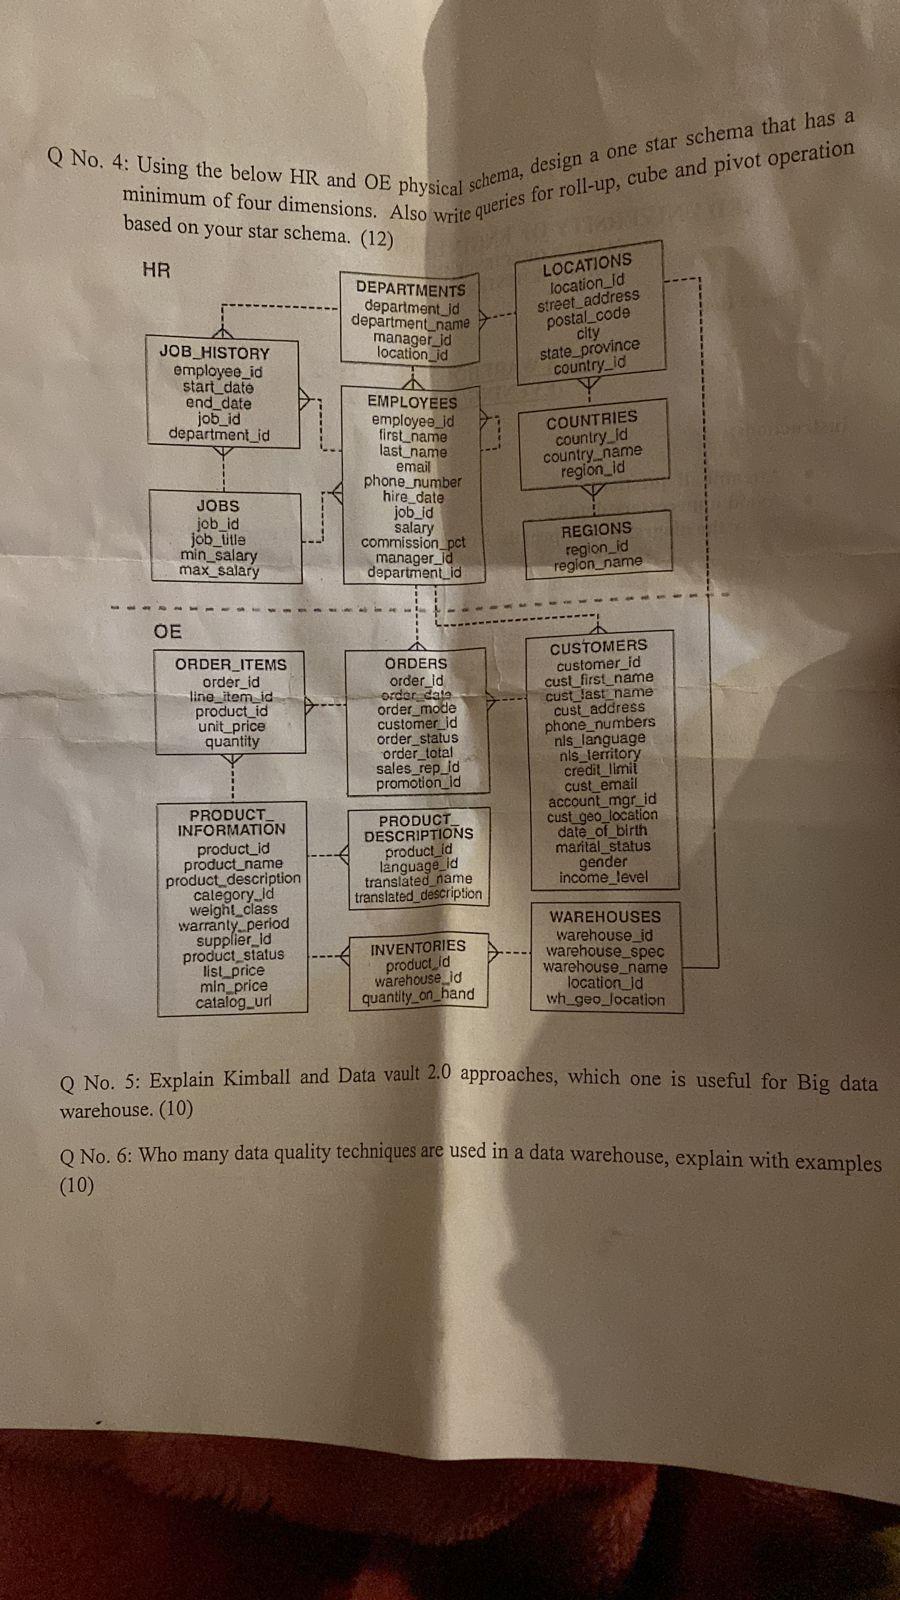 Q No. 4: Using the below HR and OE physical schema, design a one star schema that has a
minimum of four dimensions. Also write queries for roll-up, cube and pivot operation
based on your star schema. (12)
HR
DEPARTMENTS
department_id
department_name
manager_id
location_id
LOCATIONS
location_id
street_address
postal_code
city
state_province
country_id
JOB_HISTORY
employee_id
start_date
end_date
job_id
department_id
EMPLOYEES
employee_id
first_name
last_name
email
phone_number
hire_date
job_id
salary
commission_pct
manager_id
department_id
COUNTRIES
country_id
country_name
region_id
JOBS
job_id
job_title
min_salary
max_salary
REGIONS
region_id
region_name
OE
ORDER_ITEMS
order_id
line_item_id
product_id
unit_price
quantity
ORDERS
order_id
order_date
order_mode
customer_id
order_status
order_total
sales_rep_id
promotion_id
CUSTOMERS
customer_id
cust_first_name
cust_last_name
cust_address
phone_numbers
nls_language
nls_territory
credit_limit
cust_email
account_mgr_id
cust_geo_location
date_of_birth
marital_status
gender
income_level
PRODUCT_
INFORMATION
product_id
product_name
product_description
category_id
weight_class
warranty_period
supplier_id
product_status
list_price
min_price
catalog_url
PRODUCT_
DESCRIPTIONS
product_id
language_id
translated_name
translated_description
INVENTORIES
product_id
warehouse_id
quantity_on_hand
WAREHOUSES
warehouse_id
warehouse_spec
warehouse_name
location_id
wh_geo_location
Q No. 5: Explain Kimball and Data vault 2.0 approaches, which one is useful for Big data
warehouse. (10)
Q No. 6: Who many data quality techniques are used in a data warehouse, explain with examples
(10)